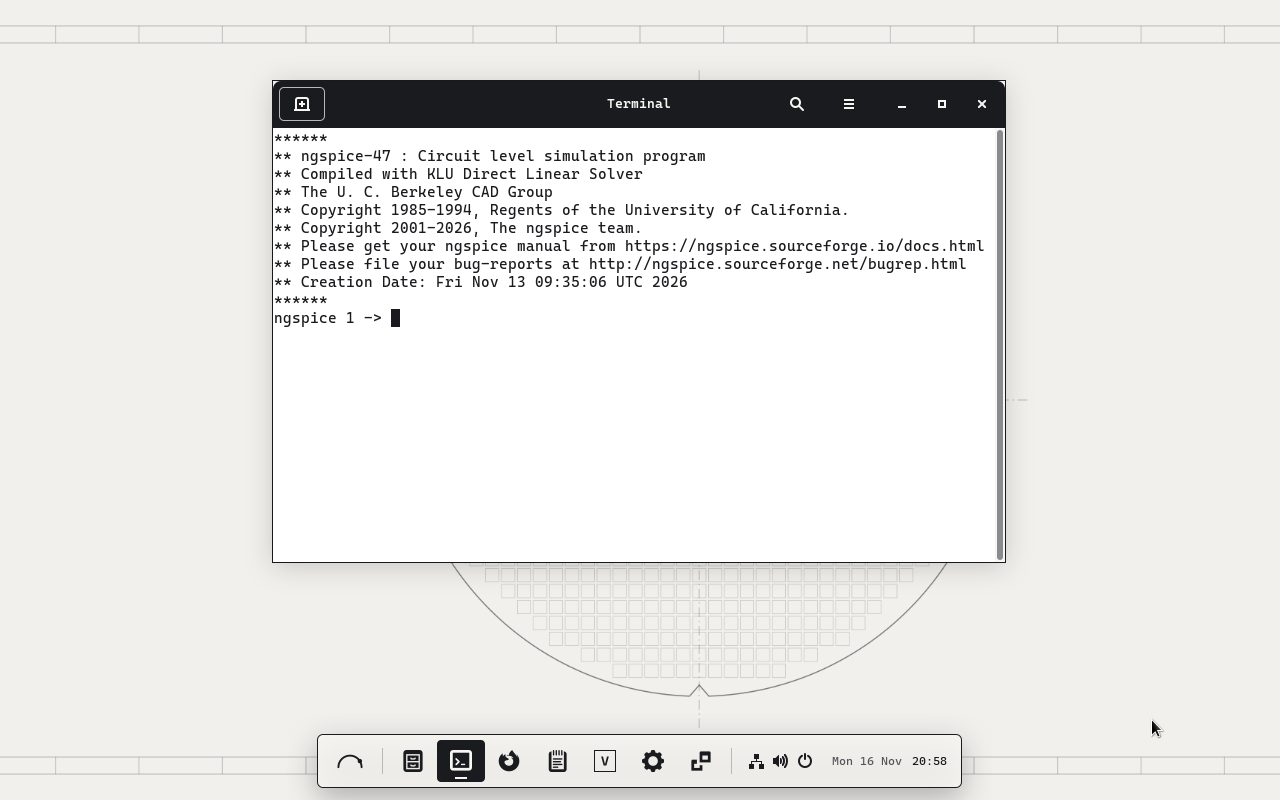 Terminal
******
** ngspice-47 : Circuit level simulation program
** Compiled with KLU Direct Linear Solver
** The U. C. Berkeley CAD Group
** Copyright 1985-1994, Regents of the University of California.
** Copyright 2001-2026, The ngspice team.
** Please get your ngspice manual from https://ngspice.sourceforge.io/docs.html
** Please file your bug-reports at http://ngspice.sourceforge.net/bugrep.html
** Creation Date: Fri Nov 13 09:35:06 UTC 2026
******
ngspice 1 ->
V
Mon 16 Nov 20:58